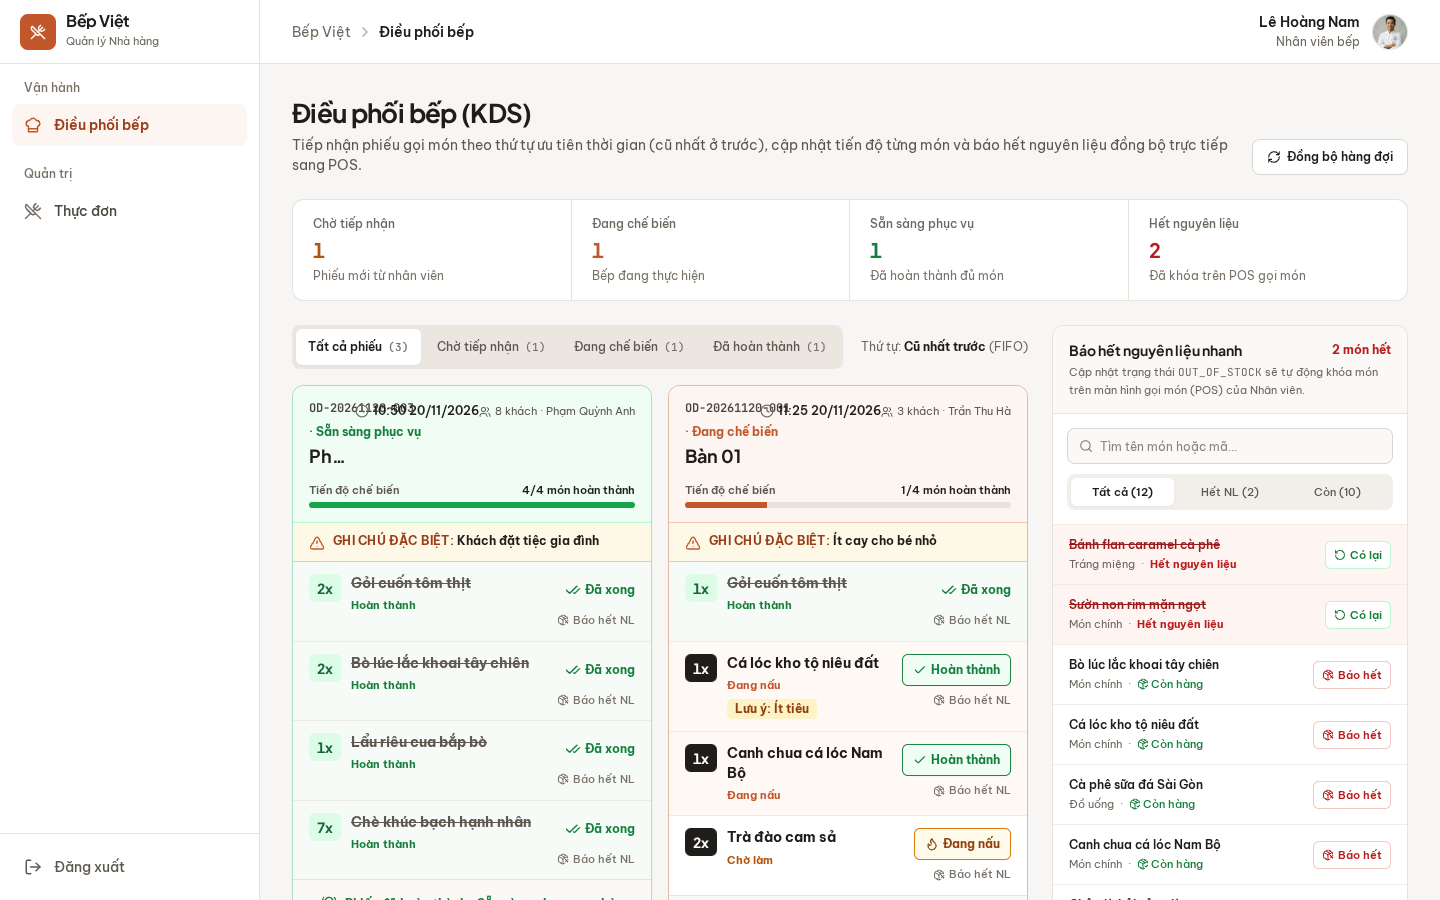 Bếp Việt
Quản lý Nhà hàng
Bếp Việt
Điều phối bếp
Lê Hoàng Nam
Nhân viên bếp
Vận hành
Điều phối bếp
Quản trị
Thực đơn
Đăng xuất
Điều phối bếp (KDS)
Tiếp nhận phiếu gọi món theo thứ tự ưu tiên thời gian (cũ nhất ở trước), cập nhật tiến độ từng món và báo hết nguyên liệu đồng bộ trực tiếp
sang POS.
Đồng bộ hàng đợi
Chờ tiếp nhận
1
Phiếu mới từ nhân viên
Đang chế biến
1
Bếp đang thực hiện
Sẵn sàng phục vụ
1
Đã hoàn thành đủ món
Hết nguyên liệu
2
Đã khóa trên POS gọi món
Tất cả phiếu (3)
Chờ tiếp nhận (1)
Đang chế biến (1)
Đã hoàn thành (1)
Thứ tự: Cũ nhất trước (FIFO)
OD-20261120-003
10:50 20/11/2026
8 khách · Phạm Quỳnh Anh
· Sẵn sàng phục vụ
Ph...
Tiến độ chế biến
4/4 món hoàn thành
GHI CHÚ ĐẶC BIỆT: Khách đặt tiệc gia đình
2x
Gỏi cuốn tôm thịt
Hoàn thành
Đã xong
Báo hết NL
2x
Bò lúc lắc khoai tây chiên
Hoàn thành
Đã xong
Báo hết NL
1x
Lẩu riêu cua bắp bò
Hoàn thành
Đã xong
Báo hết NL
7x
Chè khúc bạch hạnh nhân
Hoàn thành
Đã xong
Báo hết NL
OD-20261120-001
11:25 20/11/2026
3 khách · Trần Thu Hà
· Đang chế biến
Bàn 01
Tiến độ chế biến
1/4 món hoàn thành
GHI CHÚ ĐẶC BIỆT: Ít cay cho bé nhỏ
1x
Gỏi cuốn tôm thịt
Hoàn thành
Đã xong
Báo hết NL
1x
Cá lóc kho tộ niêu đất
Đang nấu
Lưu ý: Ít tiêu
Hoàn thành
Báo hết NL
1x
Canh chua cá lóc Nam
Bộ
Đang nấu
Hoàn thành
Báo hết NL
2x
Trà đào cam sả
Chờ làm
Đang nấu
Báo hết NL
Báo hết nguyên liệu nhanh
2 món hết
Cập nhật trạng thái OUT_OF_STOCK sẽ tự động khóa món
trên màn hình gọi món (POS) của Nhân viên.
Tìm tên món hoặc mã...
Tất cả (12)
Hết NL (2)
Còn (10)
Bánh flan caramel cà phê
Tráng miệng · Hết nguyên liệu
Có lại
Sườn non rim mặn ngọt
Món chính · Hết nguyên liệu
Có lại
Bò lúc lắc khoai tây chiên
Món chính · Còn hàng
Báo hết
Cá lóc kho tộ niêu đất
Món chính · Còn hàng
Báo hết
Cà phê sữa đá Sài Gòn
Đồ uống · Còn hàng
Báo hết
Canh chua cá lóc Nam Bộ
Món chính · Còn hàng
Báo hết